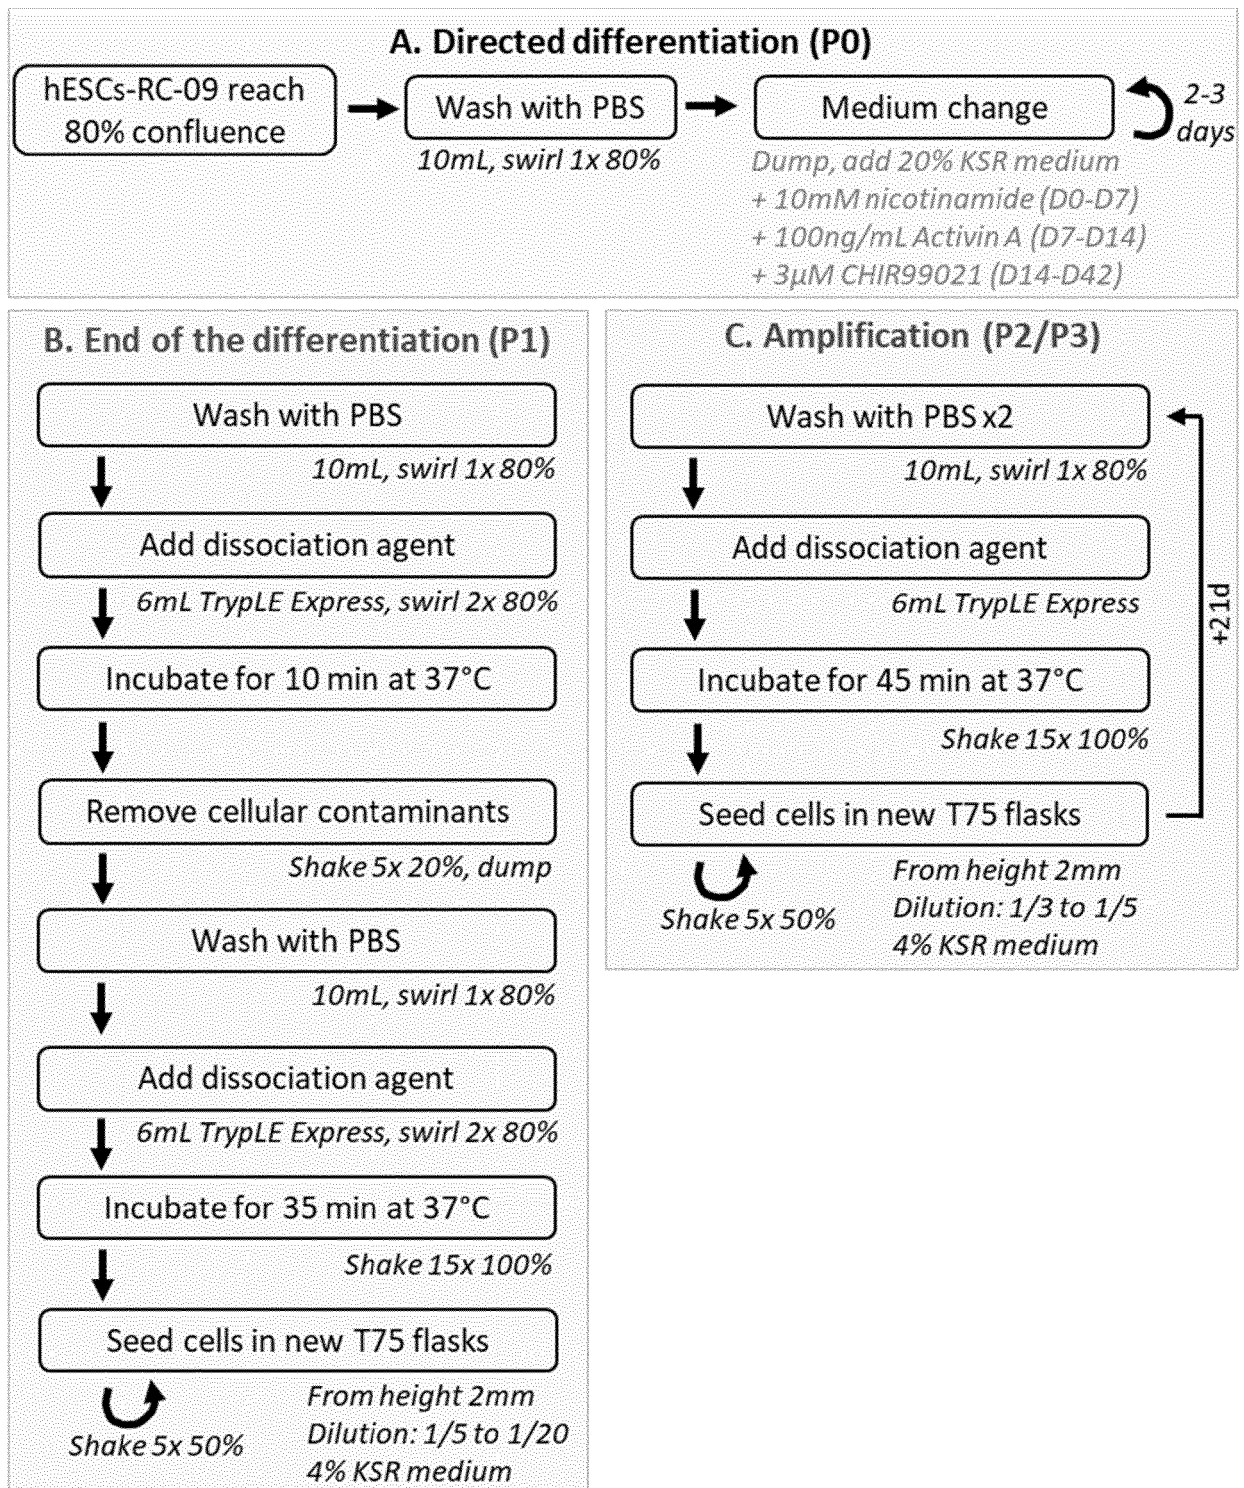 A. Directed differentiation (P0)
hESCs-RC-09 reach
80% confluence
Wash with PBS
10mL, swirl 1x 80%
Medium change
2-3
days
Dump, add 20% KSR medium
+ 10mM nicotinamide (D0-D7)
+ 100ng/mL Activin A (D7-D14)
+ 3µM CHIR99021 (D14-D42)
B. End of the differentiation (P1)
Wash with PBS
10mL, swirl 1x 80%
Add dissociation agent
6mL TrypLE Express, swirl 2x 80%
Incubate for 10 min at 37°C
Remove cellular contaminants
Shake 5x 20%, dump
Wash with PBS
10mL, swirl 1x 80%
Add dissociation agent
6mL TrypLE Express, swirl 2x 80%
Incubate for 35 min at 37°C
Shake 15x 100%
Seed cells in new T75 flasks
Shake 5x 50%
From height 2mm
Dilution: 1/5 to 1/20
4% KSR medium
C. Amplification (P2/P3)
Wash with PBS x2
10mL, swirl 1x 80%
Add dissociation agent
6mL TrypLE Express
Incubate for 45 min at 37°C
Shake 15x 100%
Seed cells in new T75 flasks
Shake 5x 50%
From height 2mm
Dilution: 1/3 to 1/5
4% KSR medium
+21d